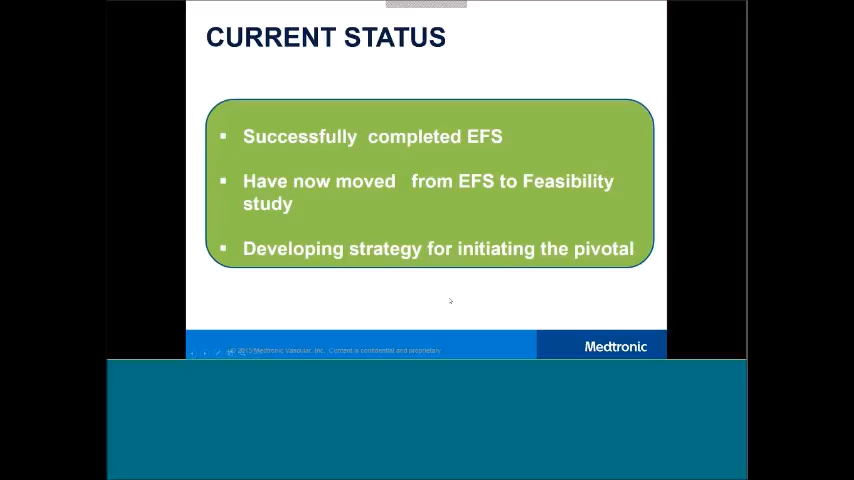 CURRENT STATUS
▪ Successfully completed EFS
▪ Have now moved from EFS to Feasibility
study
▪ Developing strategy for initiating the pivotal
© 2015 Medtronic Vascular, Inc. Content is confidential and proprietary
Medtronic